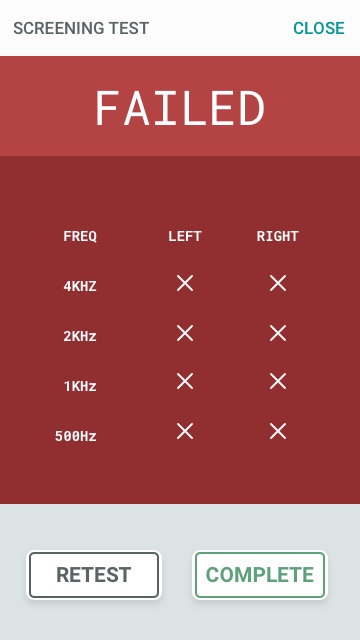 SCREENING TEST CLOSE
FAILED
FREQ LEFT RIGHT
4KHZ
2KHz
1KHz
500Hz
RETEST COMPLETE